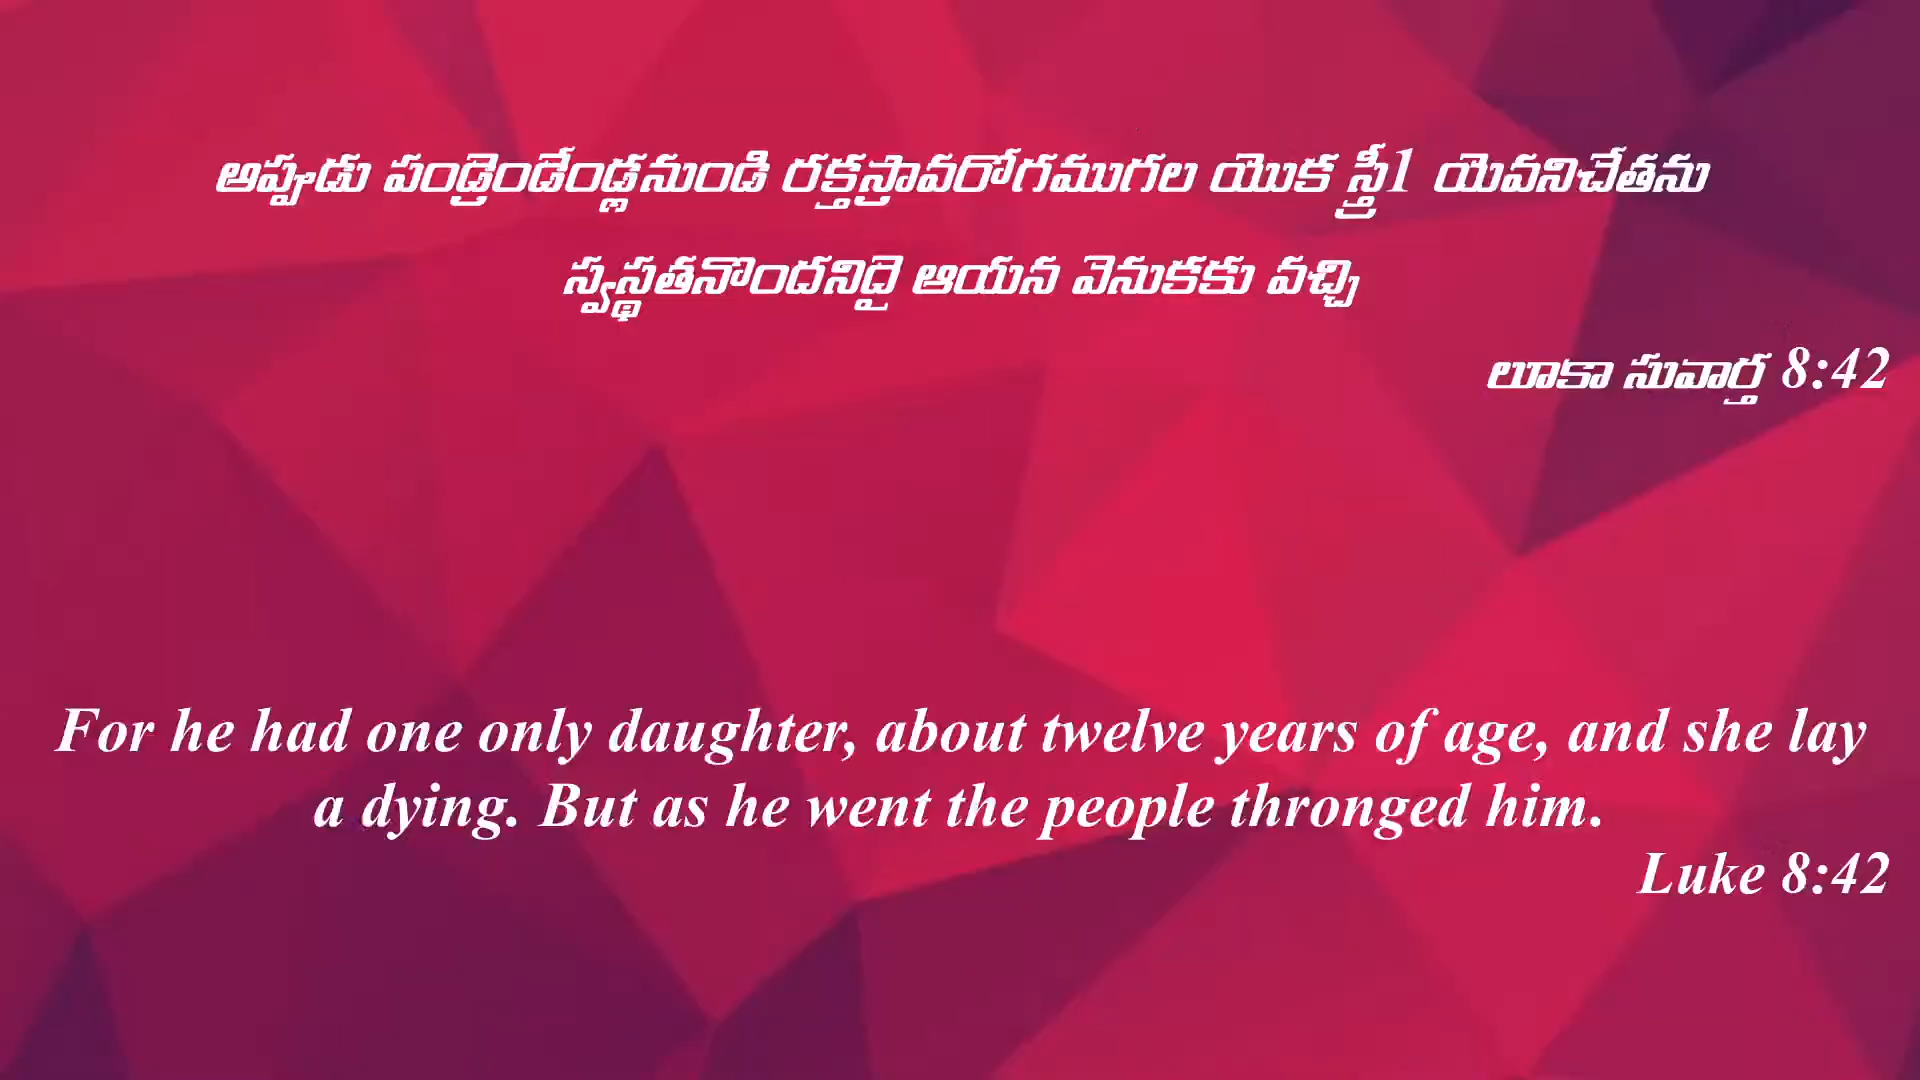 అప్పుడు పండ్రెండేండ్లనుండి రక్తస్రావరోగముగల యొక స్త్రీ1 యెవనిచేతను
స్వస్థతనొందనిదై ఆయన వెనుకకు వచ్చి
లూకా సువార్త 8:42
For he had one only daughter, about twelve years of age, and she lay
a dying. But as he went the people thronged him.
Luke 8:42